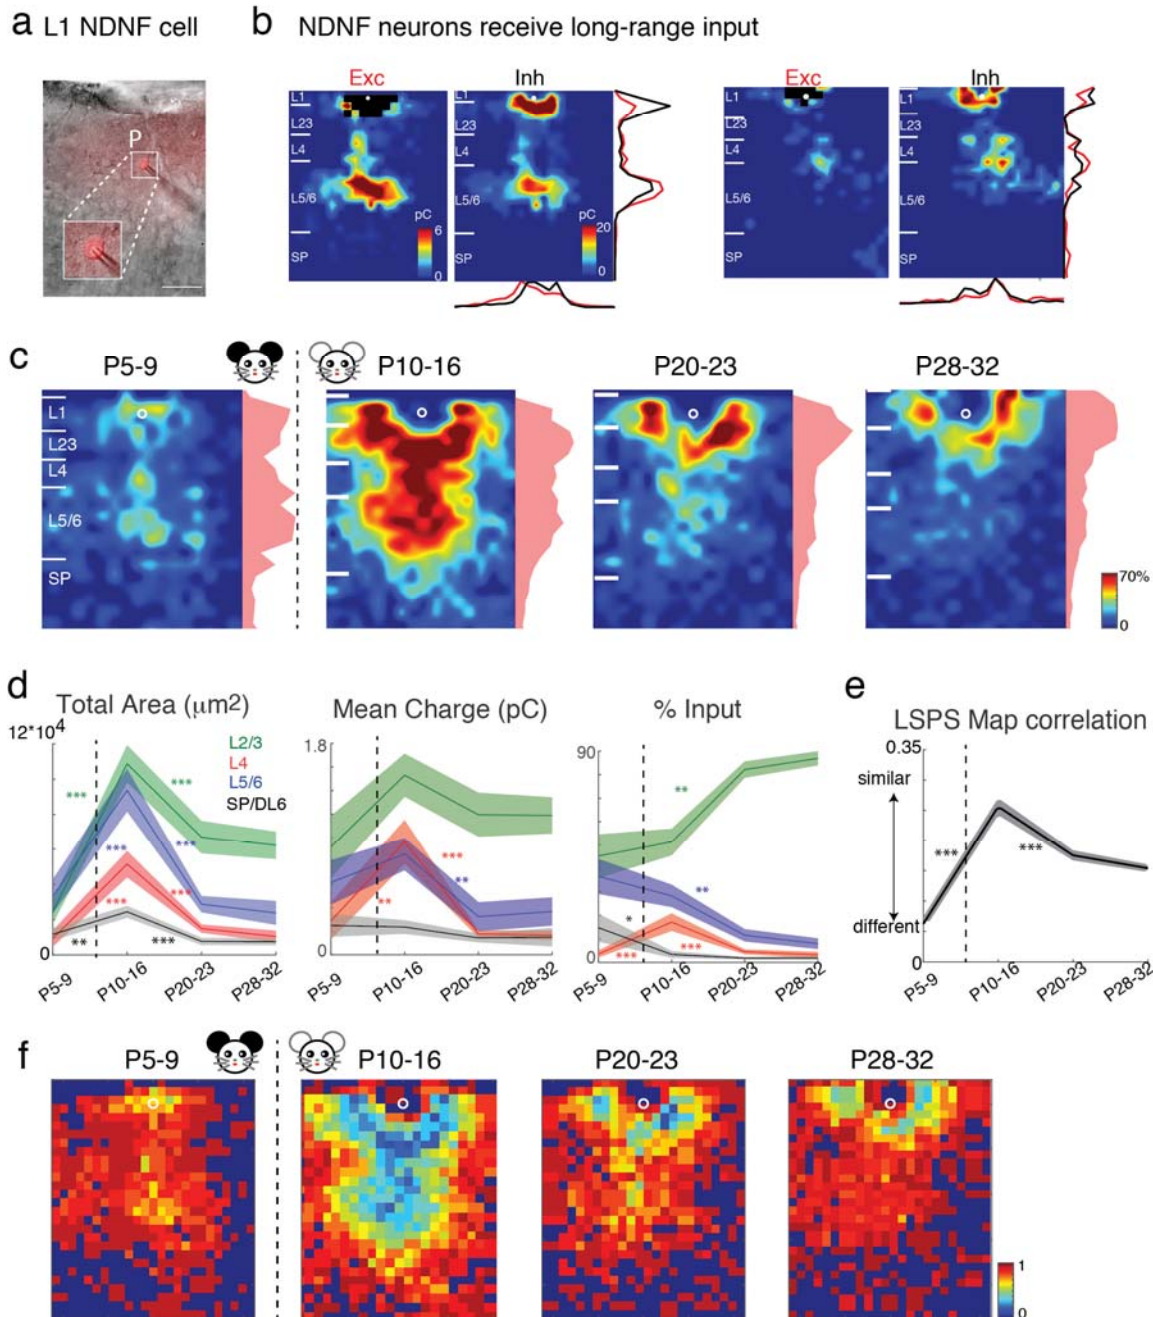 a L1 NDNF cell
P
b NDNF neurons receive long-range input
Exc
Inh
Exc
Inh
L1
L23
L4
L5/6
SP
pC
6
0
L1
L23
L4
L5/6
SP
pC
20
0
L1
L23
L4
L5/6
SP
L1
L23
L4
L5/6
SP
c
P5-9
P10-16
P20-23
P28-32
L1
L23
L4
L5/6
SP
70%
0
d
Total Area (μm2)
12*10⁴
0
L2/3
L4
L5/6
SP/DL6
***
***
***
***
***
***
**
***
P5-9
P10-16
P20-23
P28-32
Mean Charge (pC)
1.8
0
***
**
**
P5-9
P10-16
P20-23
P28-32
% Input
90
0
**
**
*
***
***
P5-9
P10-16
P20-23
P28-32
e
LSPS Map correlation
0.35
similar
different
0
***
***
P5-9
P10-16
P20-23
P28-32
f
P5-9
P10-16
P20-23
P28-32
1
0